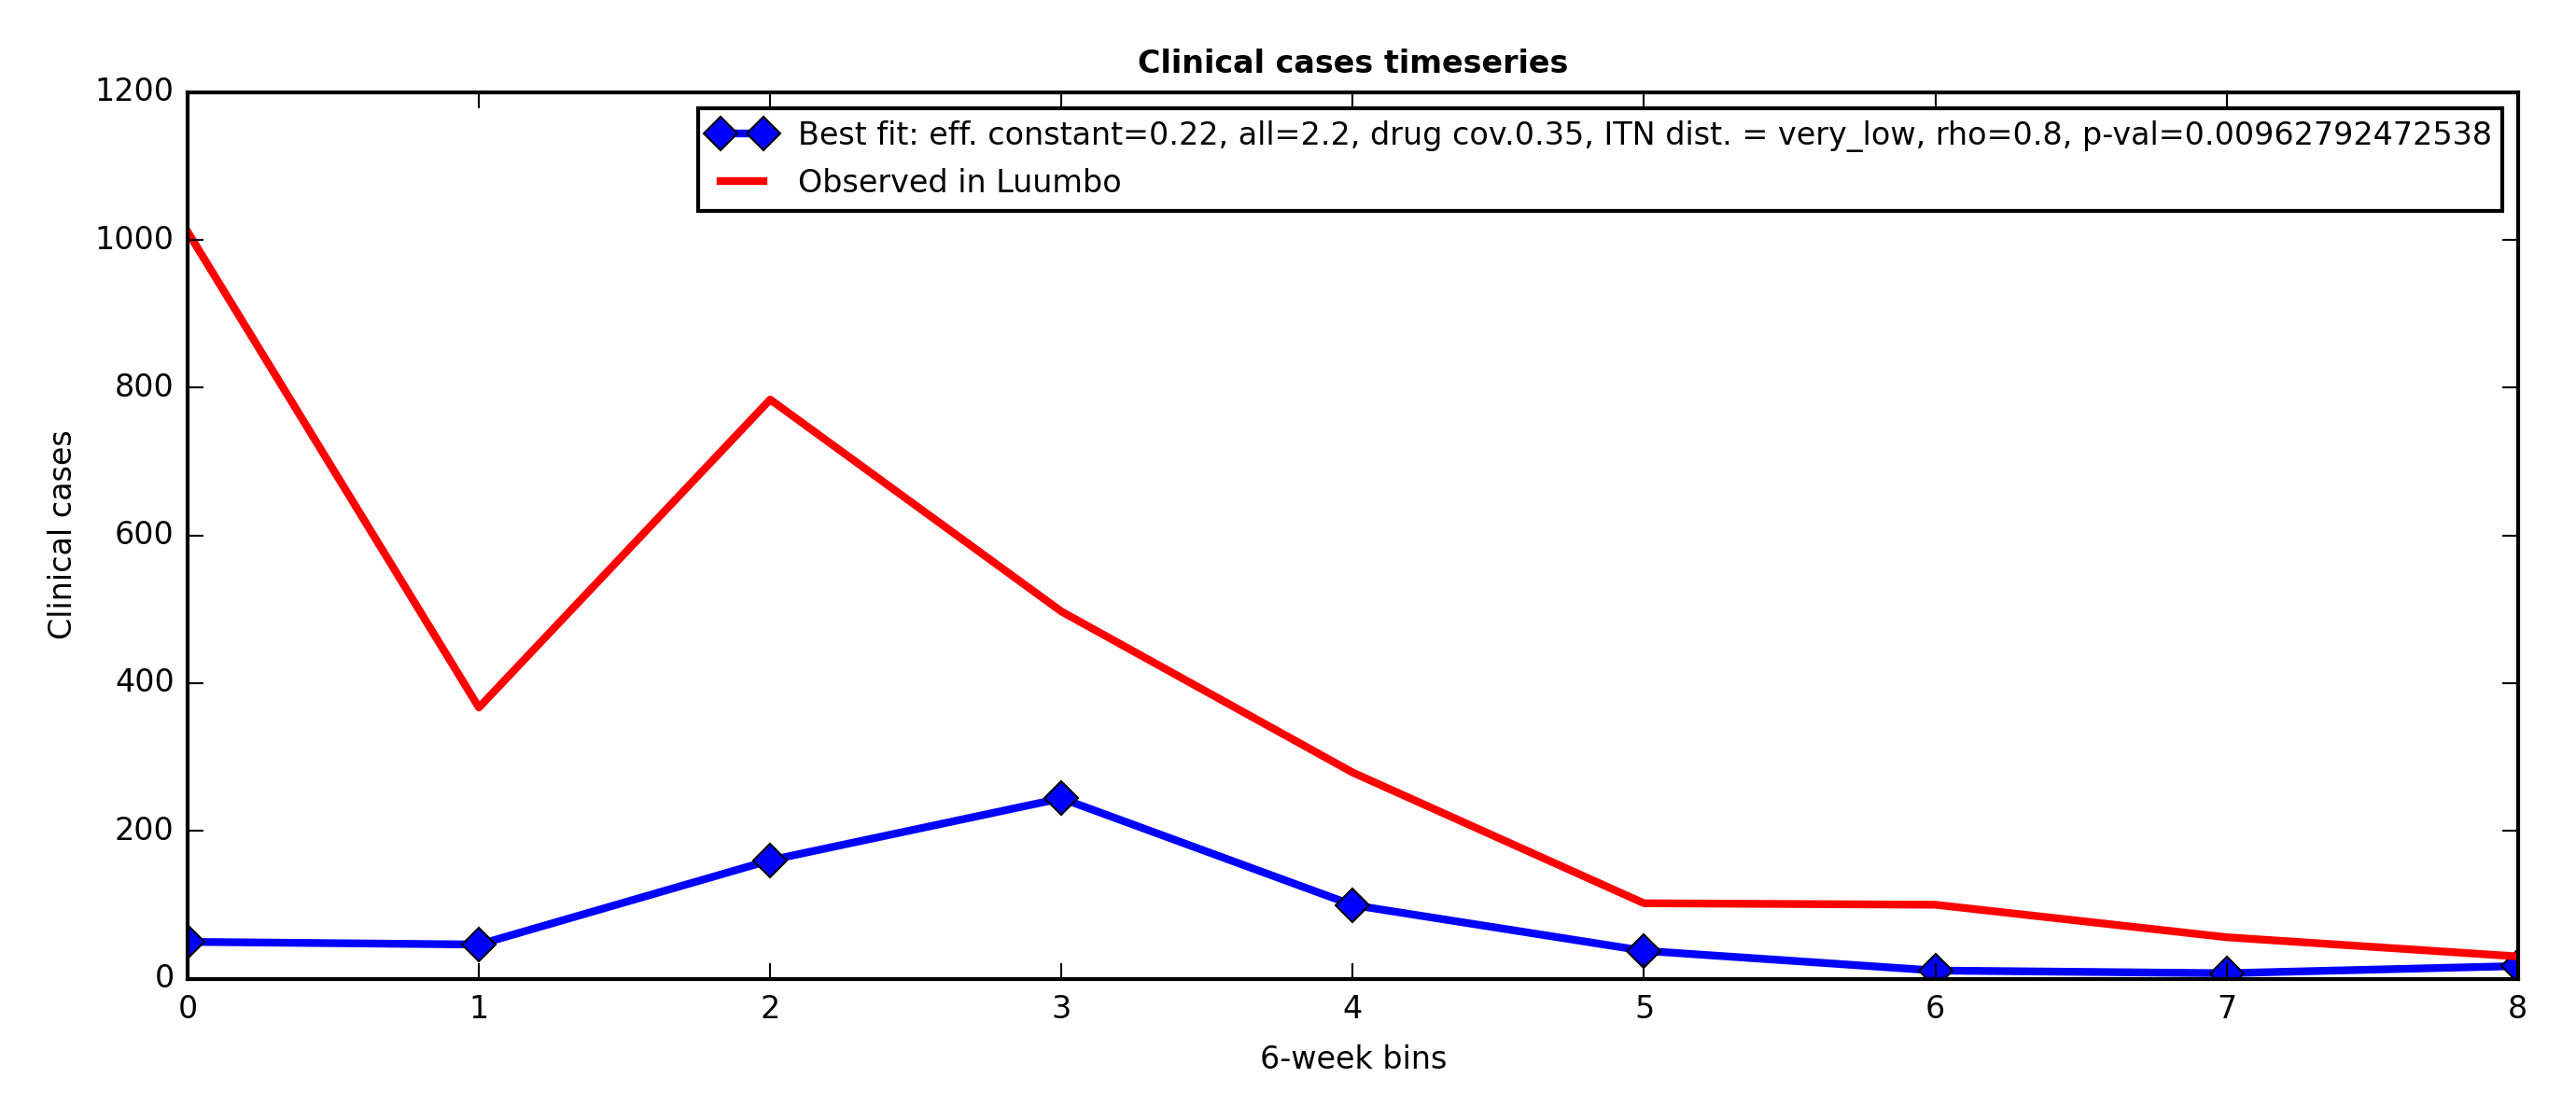 Clinical cases timeseries
Best fit: eff. constant=0.22, all=2.2, drug cov.0.35, ITN dist. = very_low, rho=0.8, p-val=0.00962792472538
Observed in Luumbo
1200
1000
800
600
400
200
0
Clinical cases
0 1 2 3 4 5 6 7 8
6-week bins